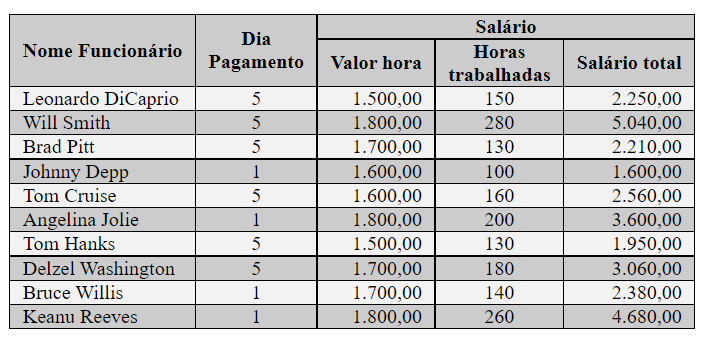 Nome Funcionário Dia Pagamento Salário
Valor hora Horas trabalhadas Salário total
Leonardo DiCaprio 5 1.500,00 150 2.250,00
Will Smith 5 1.800,00 280 5.040,00
Brad Pitt 5 1.700,00 130 2.210,00
Johnny Depp 1 1.600,00 100 1.600,00
Tom Cruise 5 1.600,00 160 2.560,00
Angelina Jolie 1 1.800,00 200 3.600,00
Tom Hanks 5 1.500,00 130 1.950,00
Delzel Washington 5 1.700,00 180 3.060,00
Bruce Willis 1 1.700,00 140 2.380,00
Keanu Reeves 1 1.800,00 260 4.680,00